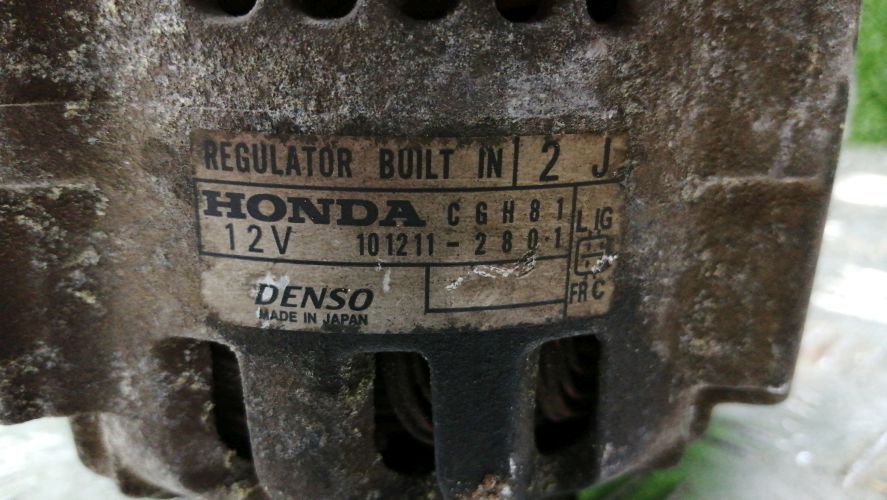 REGULATOR BUILT IN 2 J
HONDA CGH81 L IG
12V 101211-2801
DENSO FR C
MADE IN JAPAN